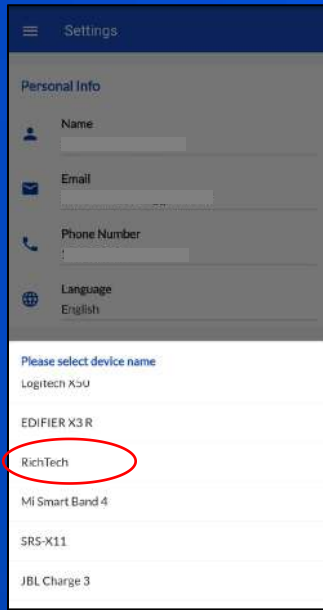 Settings
Personal Info
Name
Email
Phone Number
Language
English
Please select device name
Logitech X50
EDIFIER X3 R
RichTech
Mi Smart Band 4
SRS-X11
JBL Charge 3